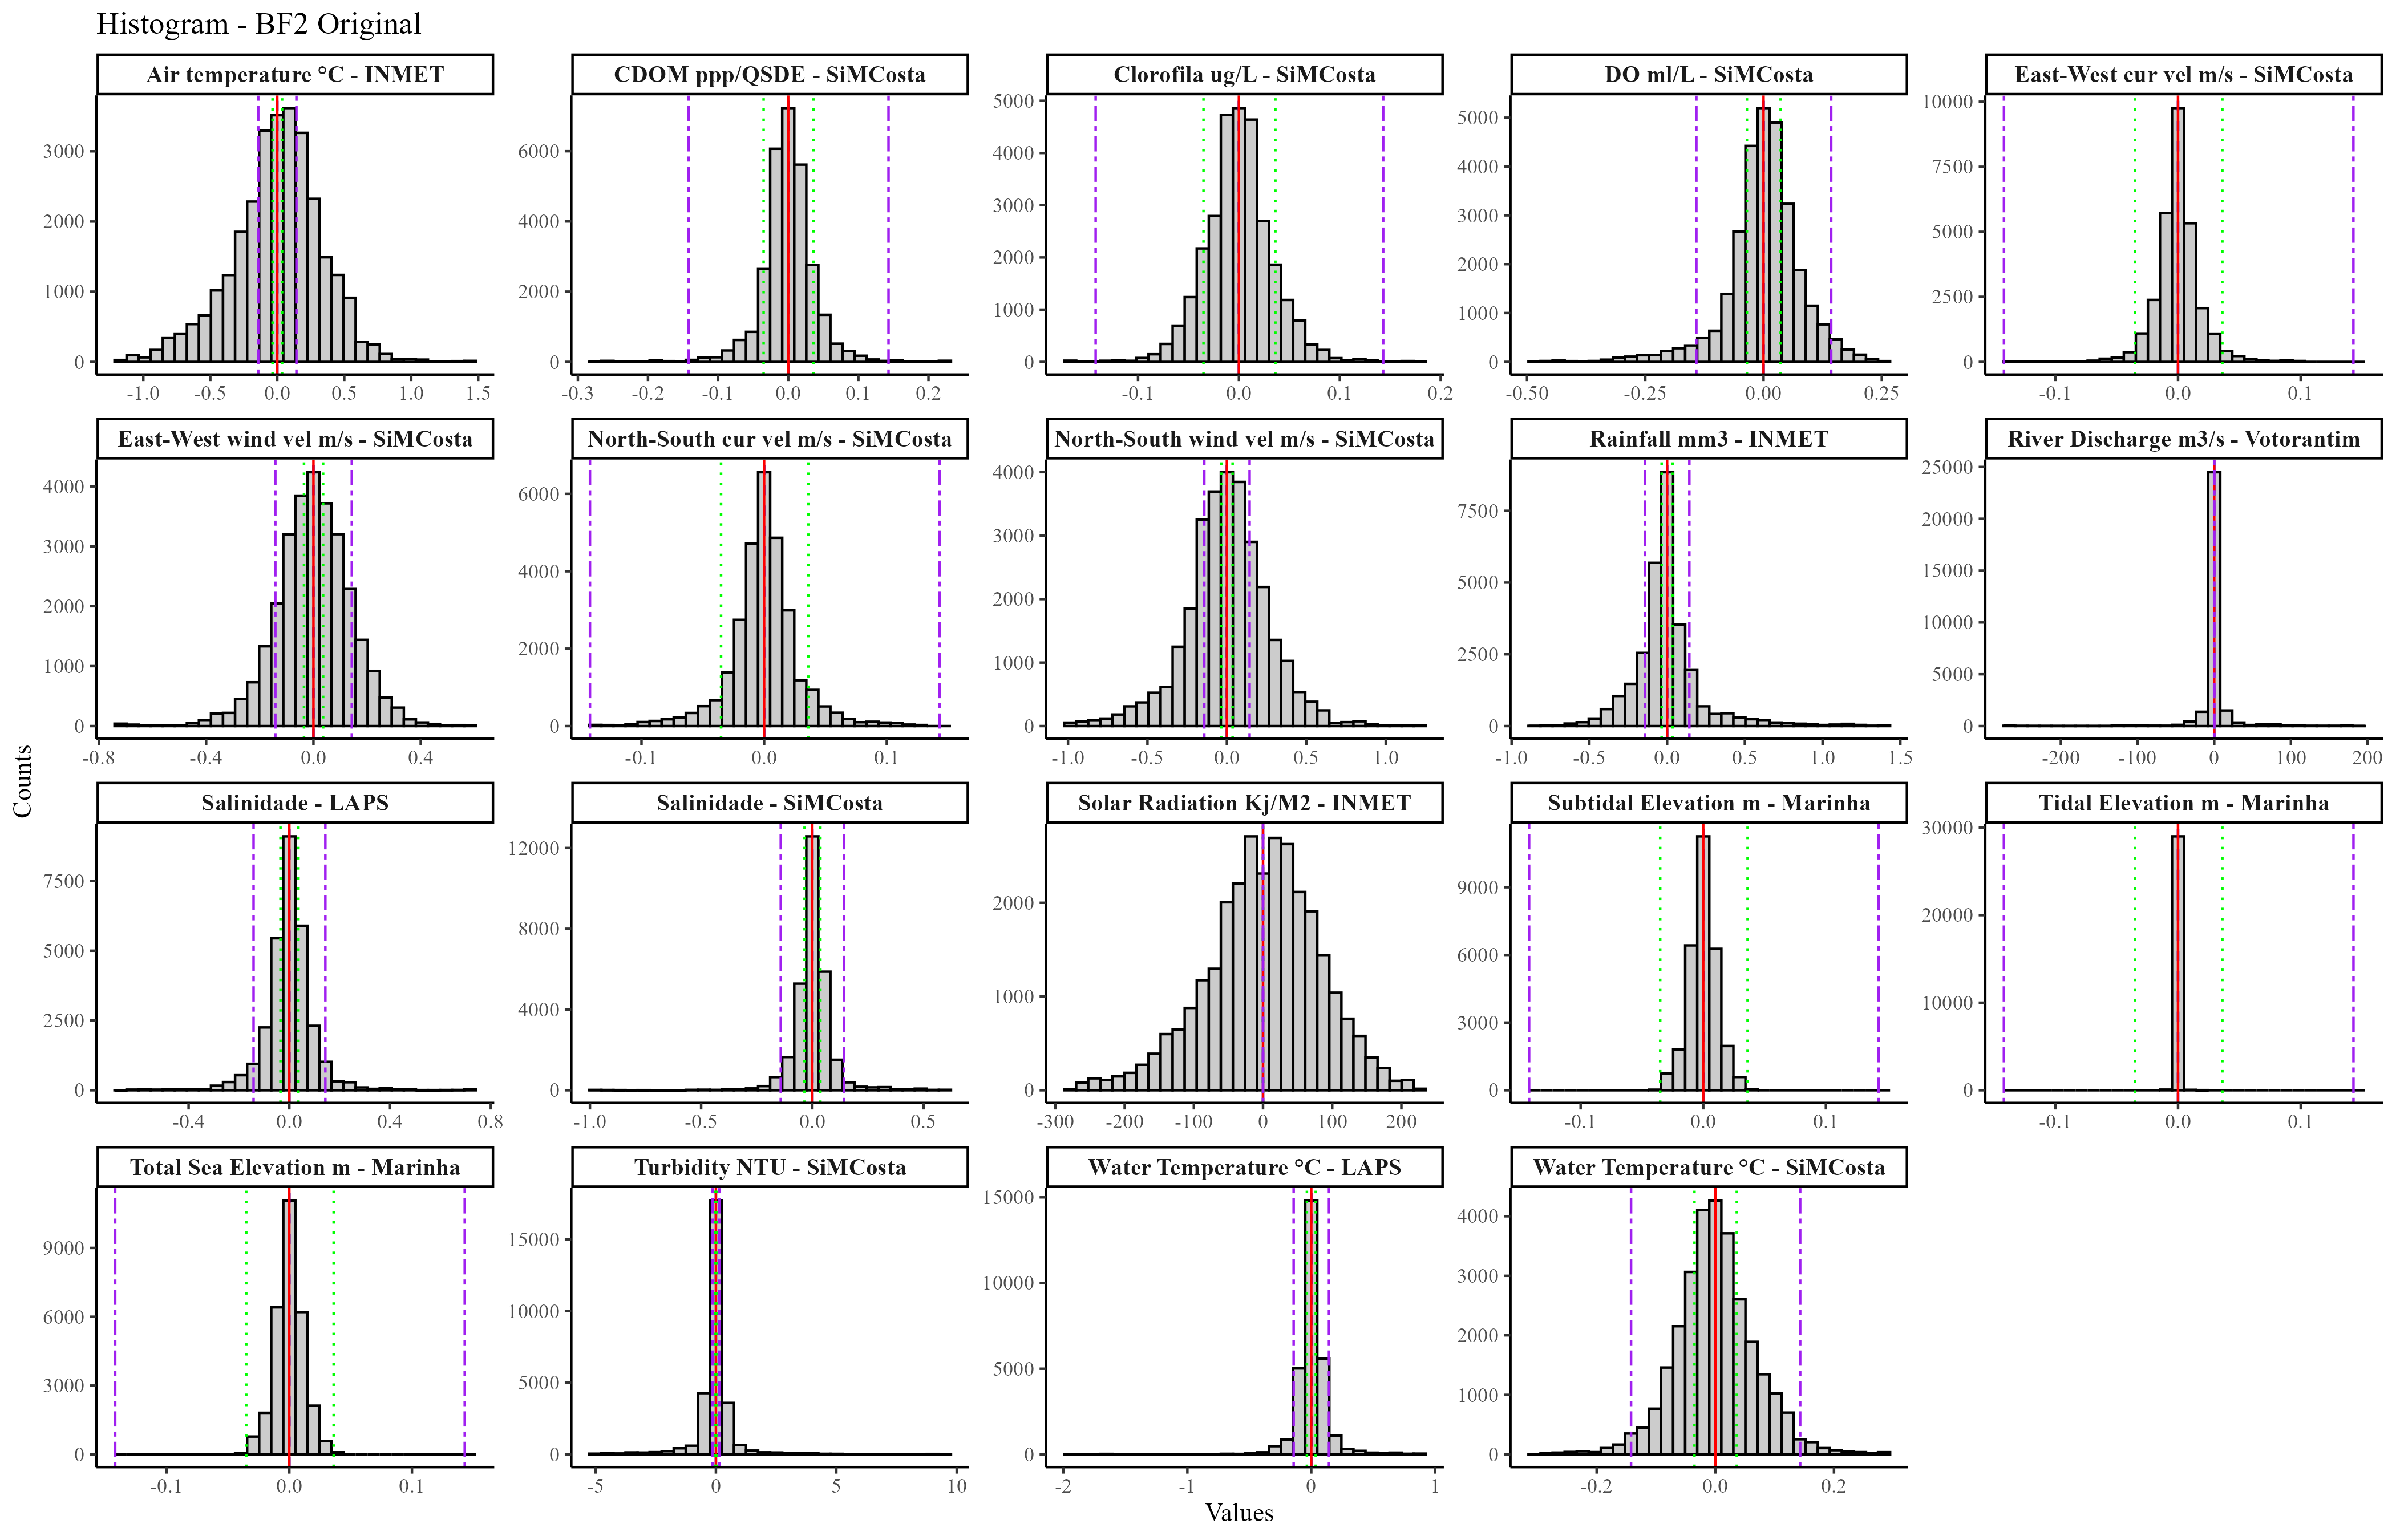 Histogram - BF2 Original
Air temperature °C - INMET
CDOM ppp/QSDE - SiMCosta
Clorofila ug/L - SiMCosta
DO ml/L - SiMCosta
East-West cur vel m/s - SiMCosta
3000
2000
1000
0
-1.0 -0.5 0.0 0.5 1.0 1.5
6000
4000
2000
0
-0.3 -0.2 -0.1 0.0 0.1 0.2
5000
4000
3000
2000
1000
0
-0.1 0.0 0.1 0.2
5000
4000
3000
2000
1000
0
-0.50 -0.25 0.00 0.25
10000
7500
5000
2500
0
-0.1 0.0 0.1
East-West wind vel m/s - SiMCosta
North-South cur vel m/s - SiMCosta
North-South wind vel m/s - SiMCosta
Rainfall mm3 - INMET
River Discharge m3/s - Votorantim
4000
3000
2000
1000
0
-0.8 -0.4 0.0 0.4
6000
4000
2000
0
-0.1 0.0 0.1
4000
3000
2000
1000
0
-1.0 -0.5 0.0 0.5 1.0
7500
5000
2500
0
-1.0 -0.5 0.0 0.5 1.0 1.5
25000
20000
15000
10000
5000
0
-200 -100 0 100 200
Counts
Salinidade - LAPS
Salinidade - SiMCosta
Solar Radiation Kj/M2 - INMET
Subtidal Elevation m - Marinha
Tidal Elevation m - Marinha
7500
5000
2500
0
-0.4 0.0 0.4 0.8
12000
8000
4000
0
-1.0 -0.5 0.0 0.5
2000
1000
0
-300 -200 -100 0 100 200
9000
6000
3000
0
-0.1 0.0 0.1
30000
20000
10000
0
-0.1 0.0 0.1
Total Sea Elevation m - Marinha
Turbidity NTU - SiMCosta
Water Temperature °C - LAPS
Water Temperature °C - SiMCosta
9000
6000
3000
0
-0.1 0.0 0.1
15000
10000
5000
0
-5 0 5 10
15000
10000
5000
0
-2 -1 0 1
4000
3000
2000
1000
0
-0.2 0.0 0.2
Values